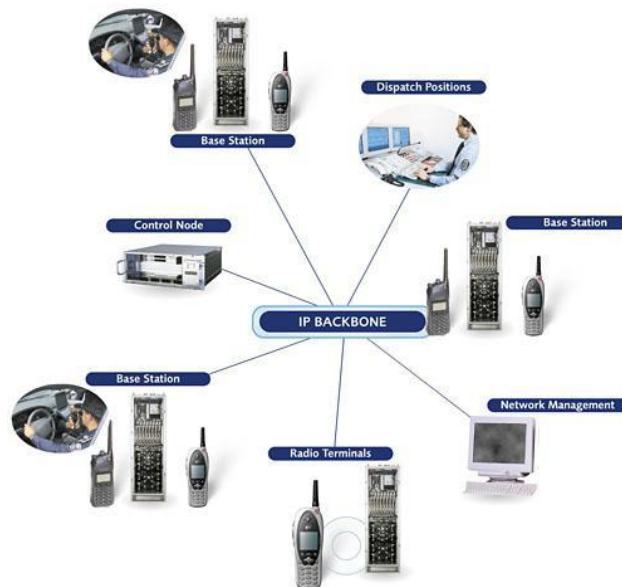 Dispatch Positions
Base Station
Control Node
Base Station
IP BACKBONE
Base Station
Network Management
Radio Terminals